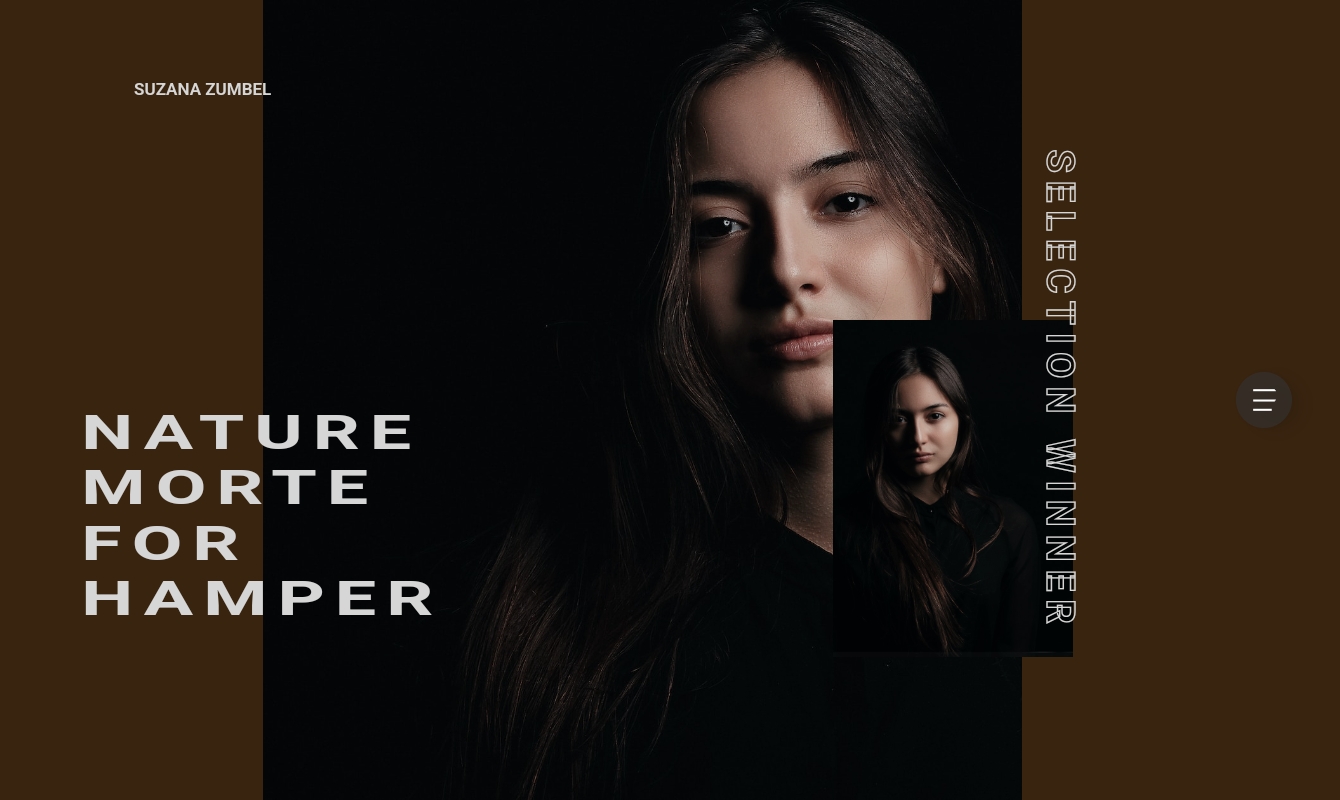 SUZANA ZUMBEL
NATURE
MORTE
FOR
HAMPER
SELECTION WINNER